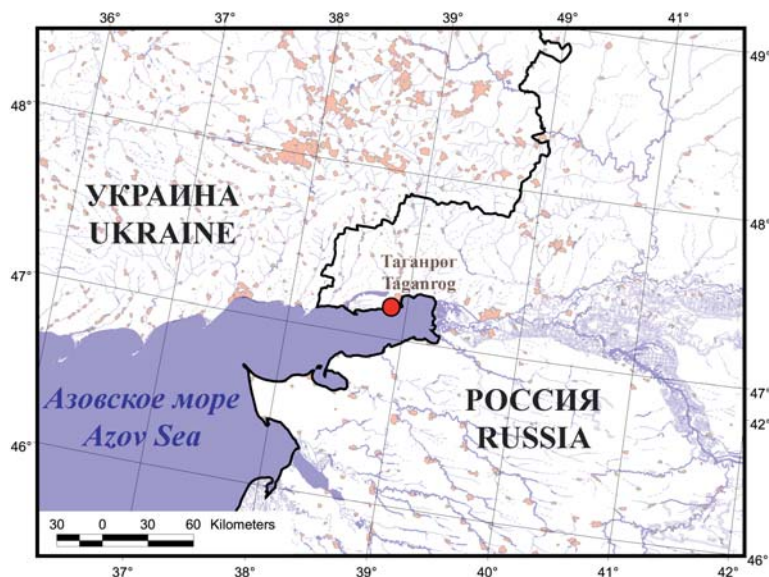 36° 37° 38° 39° 49° 41°
49°
48°
УКРАИНА
UKRAINE
48°
Таганрог
Taganrog
47°
Азовское море
Azov Sea
РОССИЯ
RUSSIA
47°
42°
46°
30 0 30 60 Kilometers
46°
37° 38° 39° 40° 41° 42°